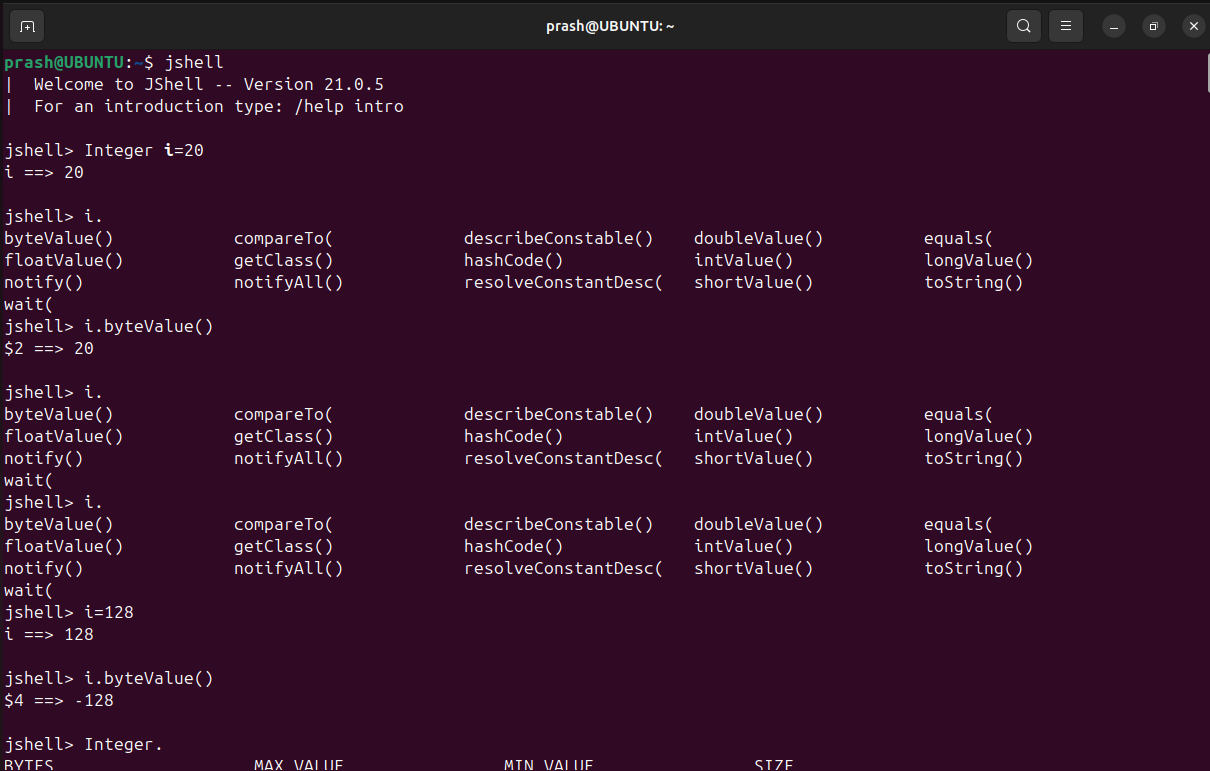 prash@UBUNTU: ~
prash@UBUNTU:~$ jshell
|  Welcome to JShell -- Version 21.0.5
|  For an introduction type: /help intro
jshell> Integer i=20
i ==> 20
jshell> i.
byteValue()            compareTo(             describeConstable()    doubleValue()          equals(
floatValue()           getClass()             hashCode()             intValue()             longValue()
notify()               notifyAll()            resolveConstantDesc(   shortValue()           toString()
wait(
jshell> i.byteValue()
$2 ==> 20
jshell> i.
byteValue()            compareTo(             describeConstable()    doubleValue()          equals(
floatValue()           getClass()             hashCode()             intValue()             longValue()
notify()               notifyAll()            resolveConstantDesc(   shortValue()           toString()
wait(
jshell> i.
byteValue()            compareTo(             describeConstable()    doubleValue()          equals(
floatValue()           getClass()             hashCode()             intValue()             longValue()
notify()               notifyAll()            resolveConstantDesc(   shortValue()           toString()
wait(
jshell> i=128
i ==> 128
jshell> i.byteValue()
$4 ==> -128
jshell> Integer.
BYTES                    MAX_VALUE                MIN_VALUE                SIZE